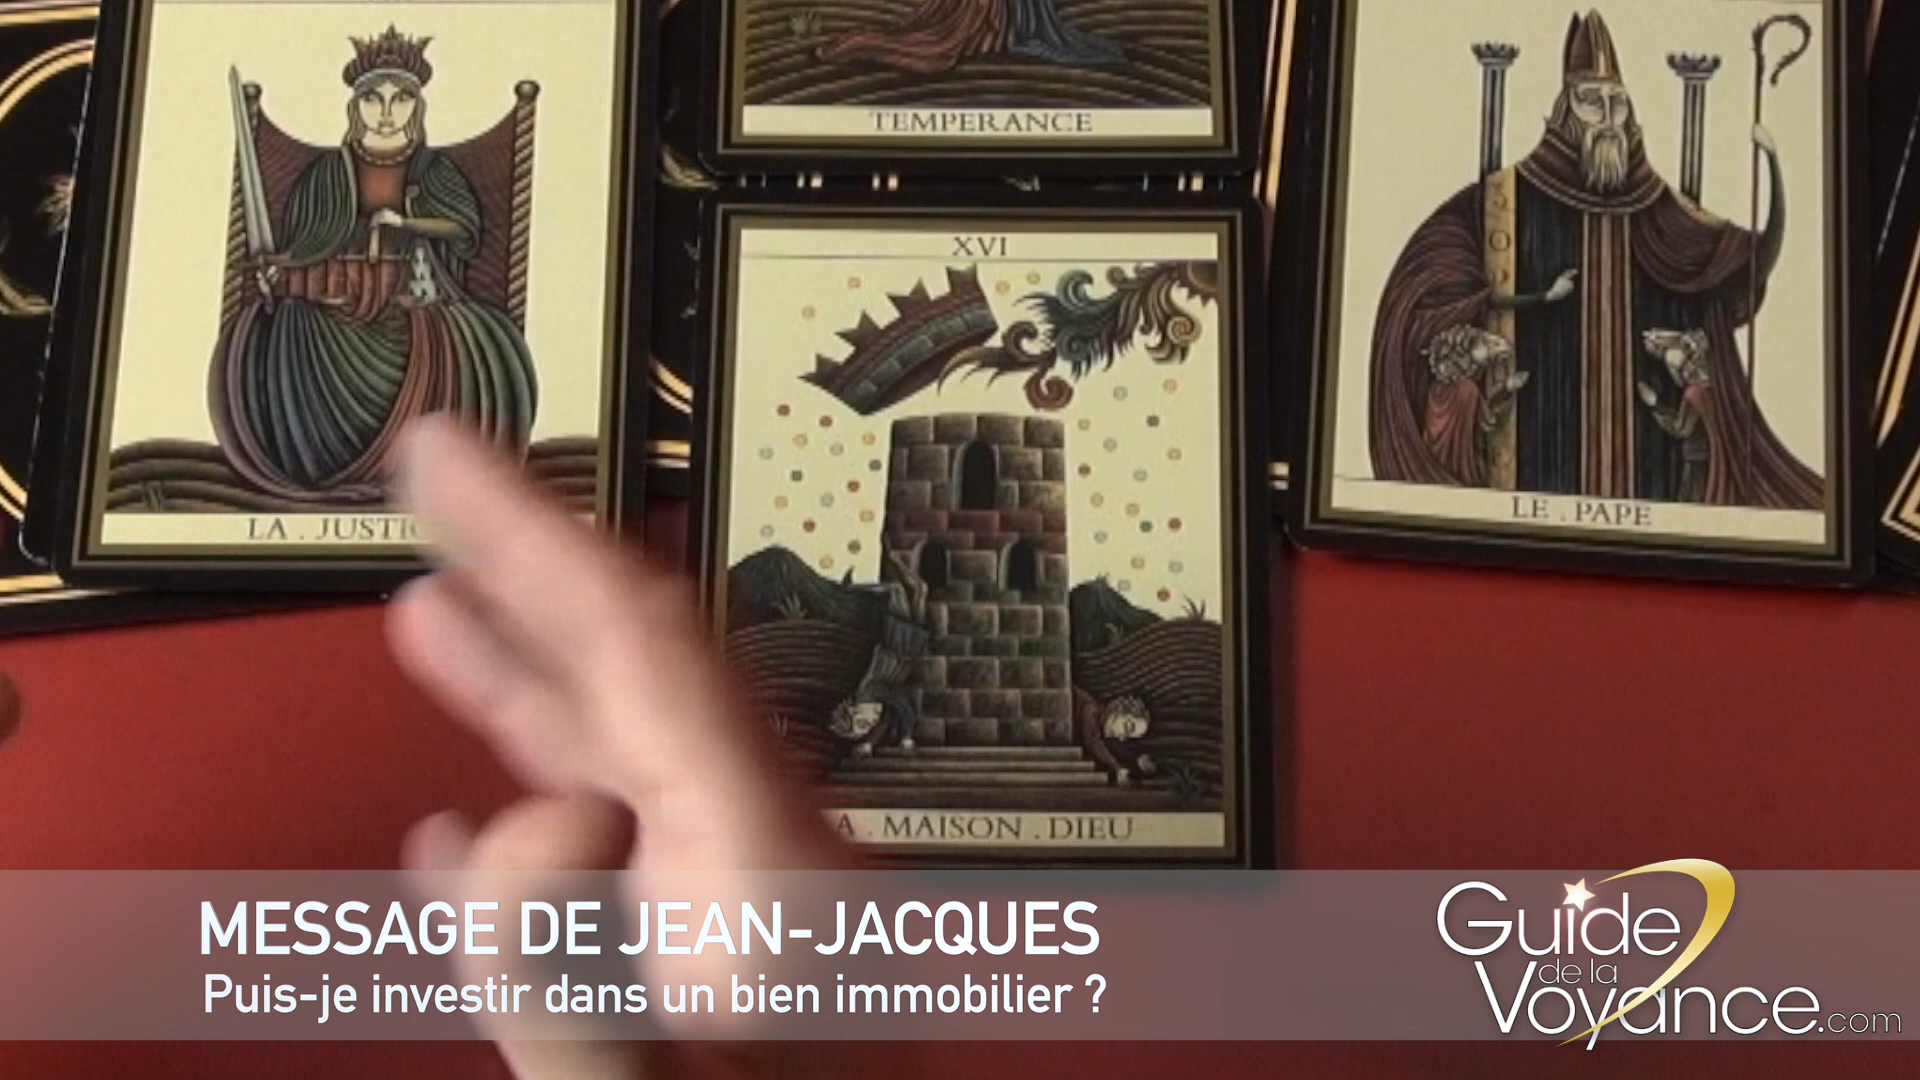 TEMPERANCE
XVI
LA . JUSTIC
LE . PAPE
A . MAISON . DIEU
MESSAGE DE JEAN-JACQUES
Puis-je investir dans un bien immobilier ?
Guide
de la
Voyance.com